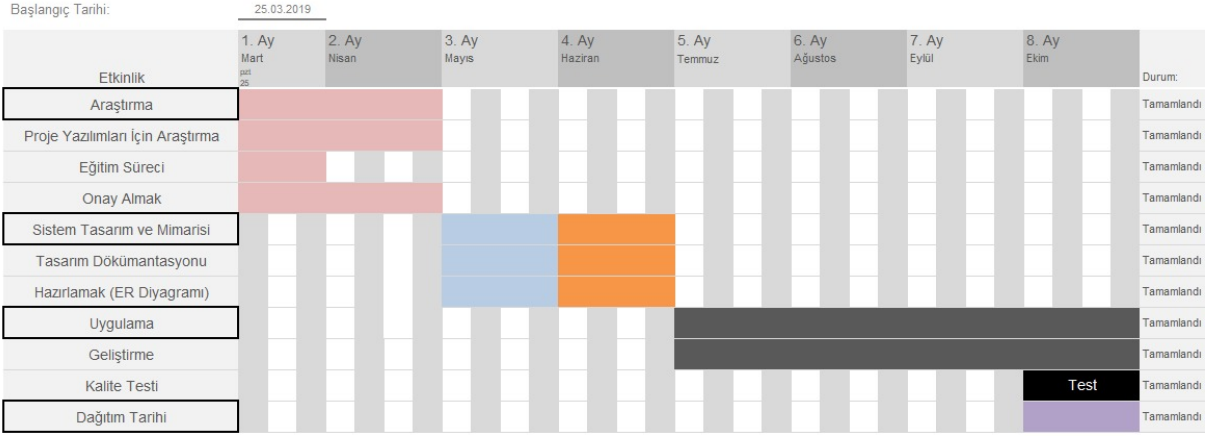 Başlangıç Tarihi: 25.03.2019
1. Ay 2. Ay 3. Ay 4. Ay 5. Ay 6. Ay 7. Ay 8. Ay
Mart Nisan Mayıs Haziran Temmuz Ağustos Eylül Ekim
pzt
25
Etkinlik Durum:
Araştırma Tamamlandı
Proje Yazılımları İçin Araştırma Tamamlandı
Eğitim Süreci Tamamlandı
Onay Almak Tamamlandı
Sistem Tasarım ve Mimarisi Tamamlandı
Tasarım Dökümantasyonu Tamamlandı
Hazırlamak (ER Diyagramı) Tamamlandı
Uygulama Tamamlandı
Geliştirme Tamamlandı
Kalite Testi Test Tamamlandı
Dağıtım Tarihi Tamamlandı